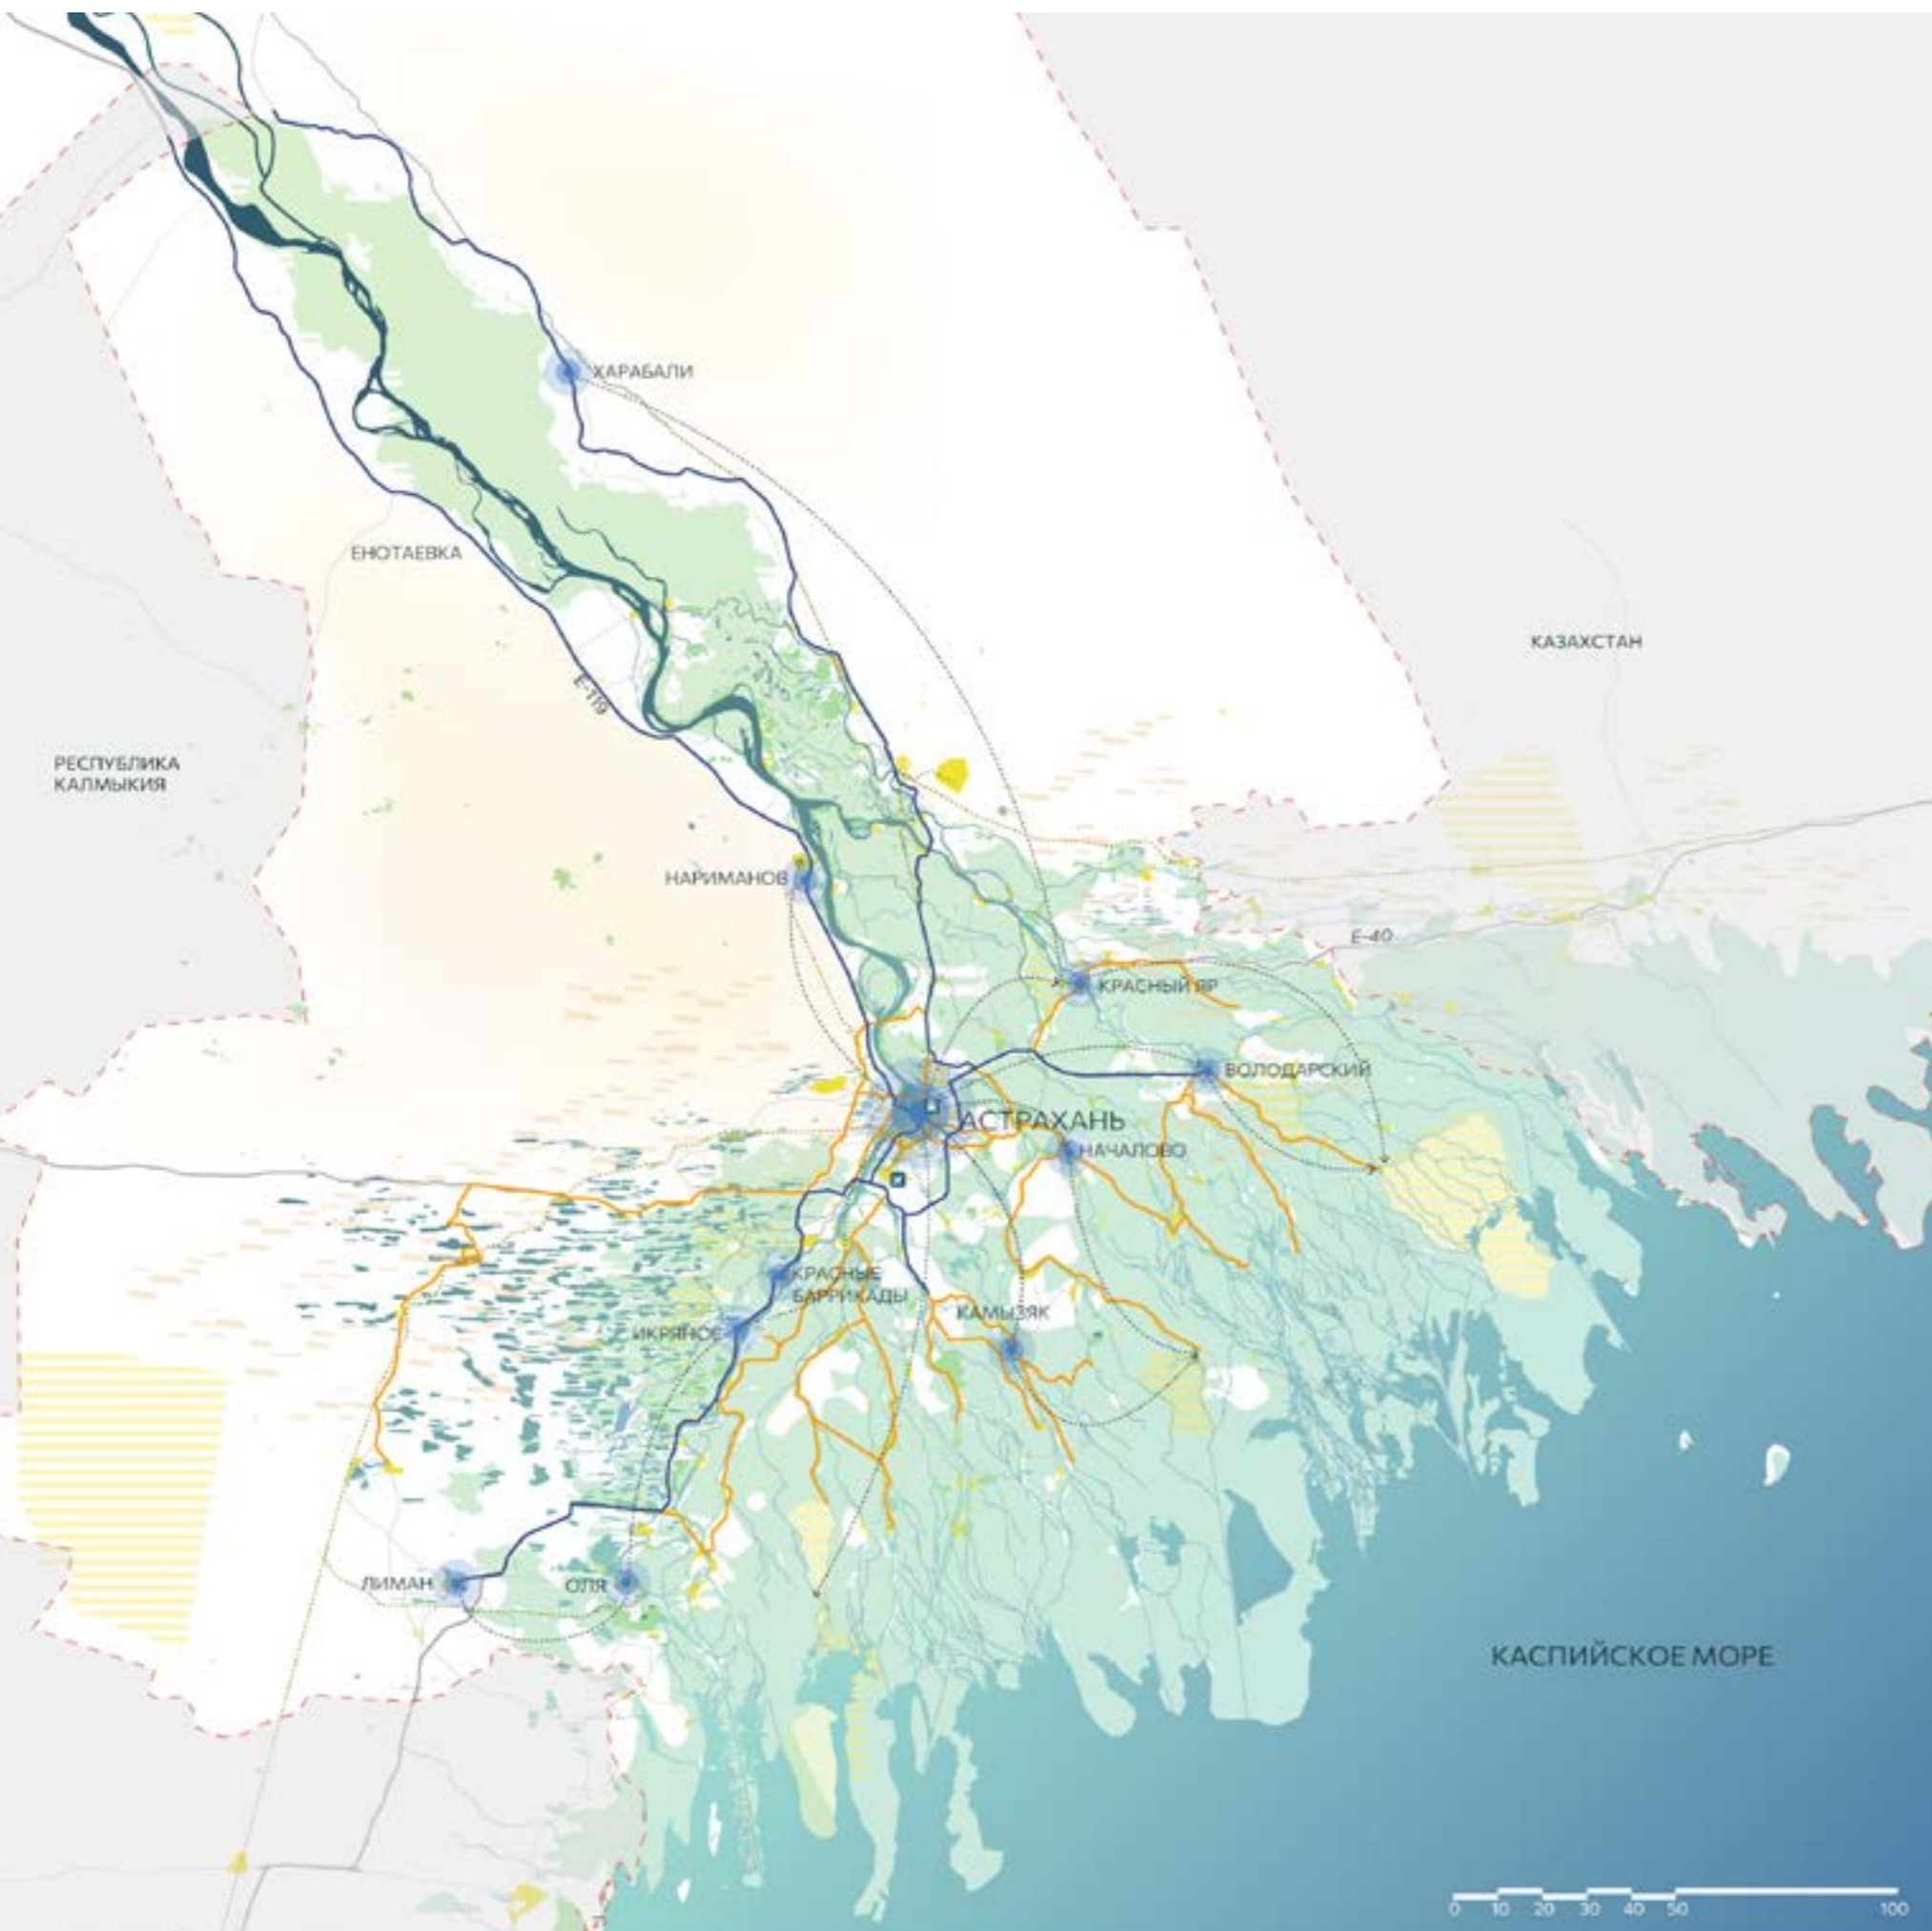 ХАРАБАЛИ
ЕНОТАЕВКА
КАЗАХСТАН
E-119
РЕСПУБЛИКА
КАЛМЫКИЯ
НАРИМАНОВ
E-40
КРАСНЫЙ ЯР
ВОЛОДАРСКИЙ
АСТРАХАНЬ
НАЧАЛОВО
КРАСНЫЕ
БАРРИКАДЫ
КАМЫЗЯК
ИКРЯНОЕ
ЛИМАН
ОЛЯ
КАСПИЙСКОЕ МОРЕ
0 10 20 30 40 50 100